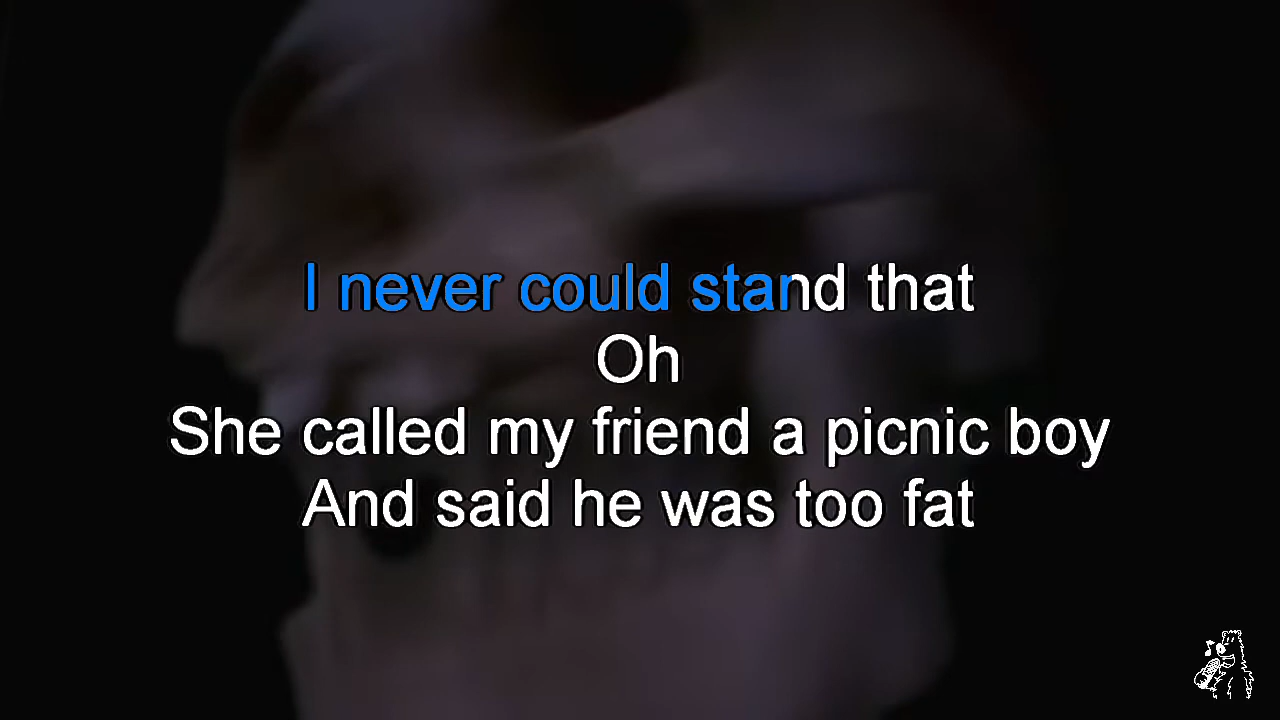 I never could stand that
Oh
She called my friend a picnic boy
And said he was too fat